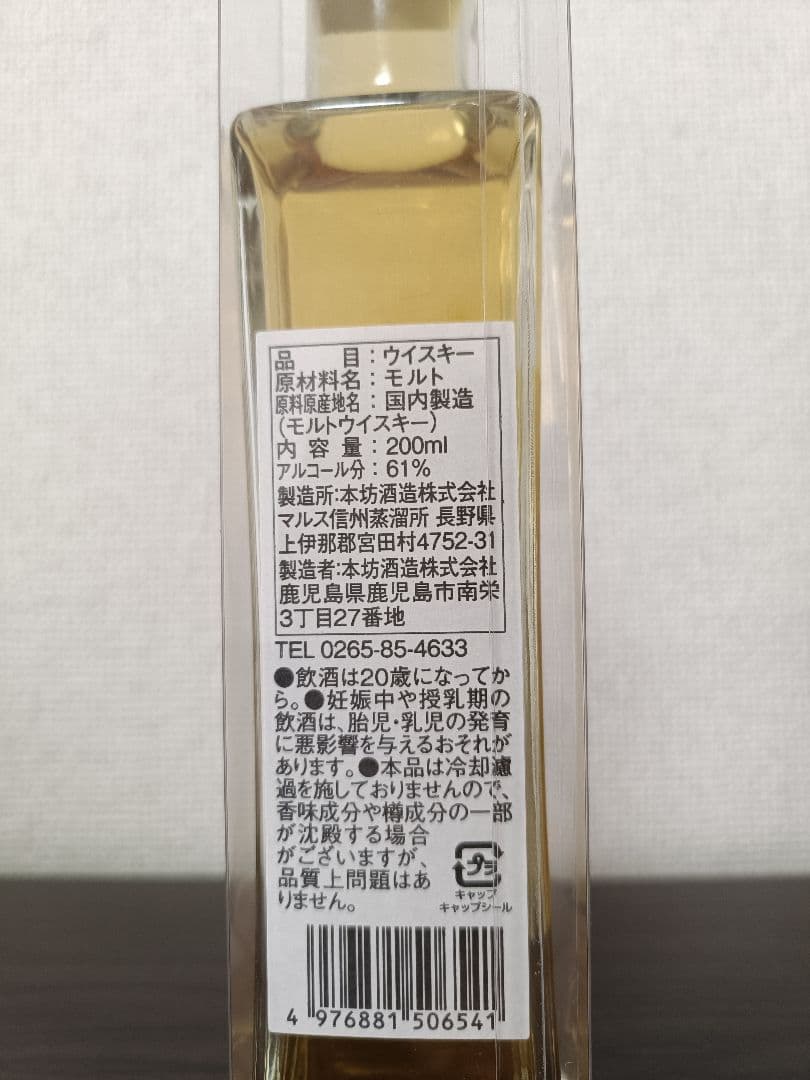 品 目：ウイスキー
原材料名：モルト
原料原産地名：国内製造
(モルトウイスキー)
内容量：200ml
アルコール分：61%
製造所:本坊酒造株式会社
マルス信州蒸溜所 長野県
上伊那郡宮田村4752-31
製造者:本坊酒造株式会社
鹿児島県鹿児島市南栄
3丁目27番地
TEL 0265-85-4633
●飲酒は20歳になってか
ら。●妊娠中や授乳期の
飲酒は、胎児・乳児の発育
に悪影響を与えるおそれが
あります。●本品は冷却濾
過を施しておりませんので、
香味成分や樽成分の一部
が沈殿する場合
がございますが、
品質上問題はあ
りません。
プラ
キャップ
キャップシール
4 976881 506541